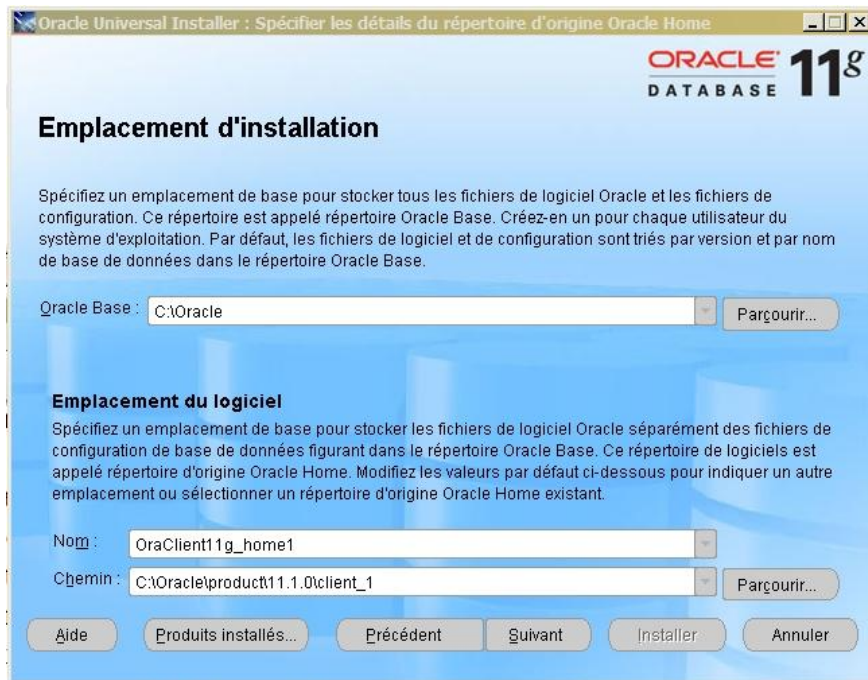 Oracle Universal Installer : Spécifier les détails du répertoire d'origine Oracle Home
ORACLE
DATABASE 11g
Emplacement d'installation
Spécifiez un emplacement de base pour stocker tous les fichiers de logiciel Oracle et les fichiers de
configuration. Ce répertoire est appelé répertoire Oracle Base. Créez-en un pour chaque utilisateur du
système d'exploitation. Par défaut, les fichiers de logiciel et de configuration sont triés par version et par nom
de base de données dans le répertoire Oracle Base.
Oracle Base : C:\Oracle Parcourir...
Emplacement du logiciel
Spécifiez un emplacement de base pour stocker les fichiers de logiciel Oracle séparément des fichiers de
configuration de base de données figurant dans le répertoire Oracle Base. Ce répertoire de logiciels est
appelé répertoire d'origine Oracle Home. Modifiez les valeurs par défaut ci-dessous pour indiquer un autre
emplacement ou sélectionner un répertoire d'origine Oracle Home existant.
Nom : OraClient11g_home1
Chemin : C:\Oracle\product\11.1.0\client_1 Parcourir...
Aide Produits installés... Précédent Suivant Installer Annuler